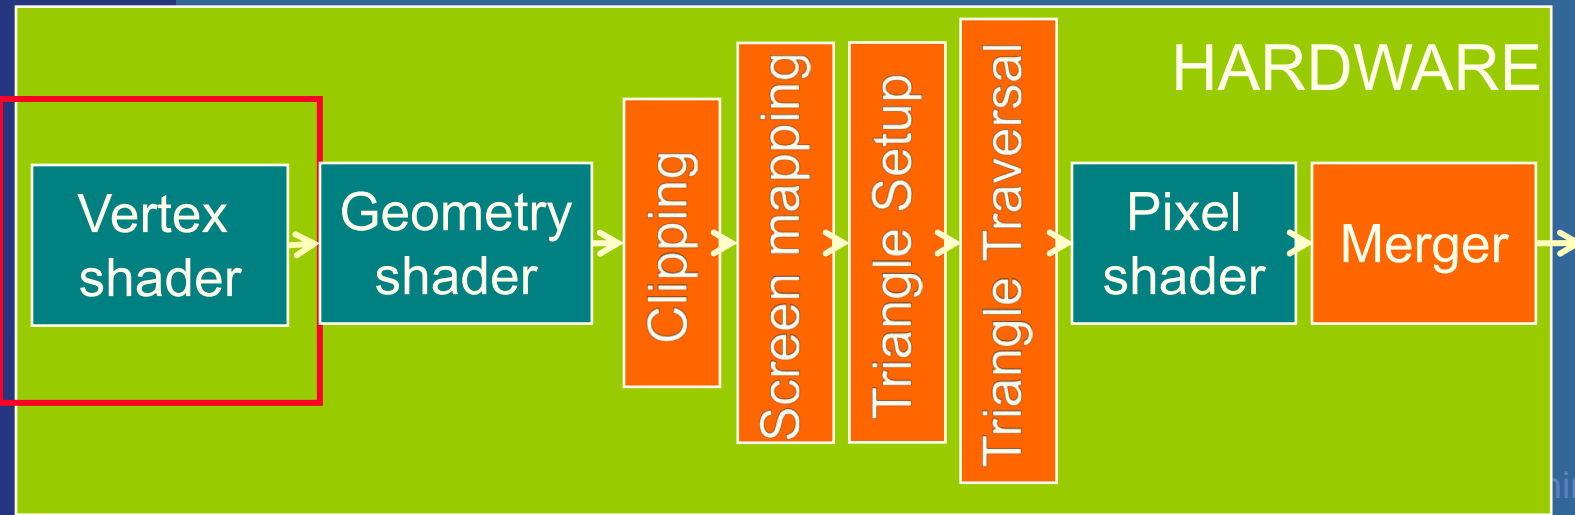 HARDWARE
Vertex
shader
Geometry
shader
Clipping
Screen mapping
Triangle Setup
Triangle Traversal
Pixel
shader
Merger